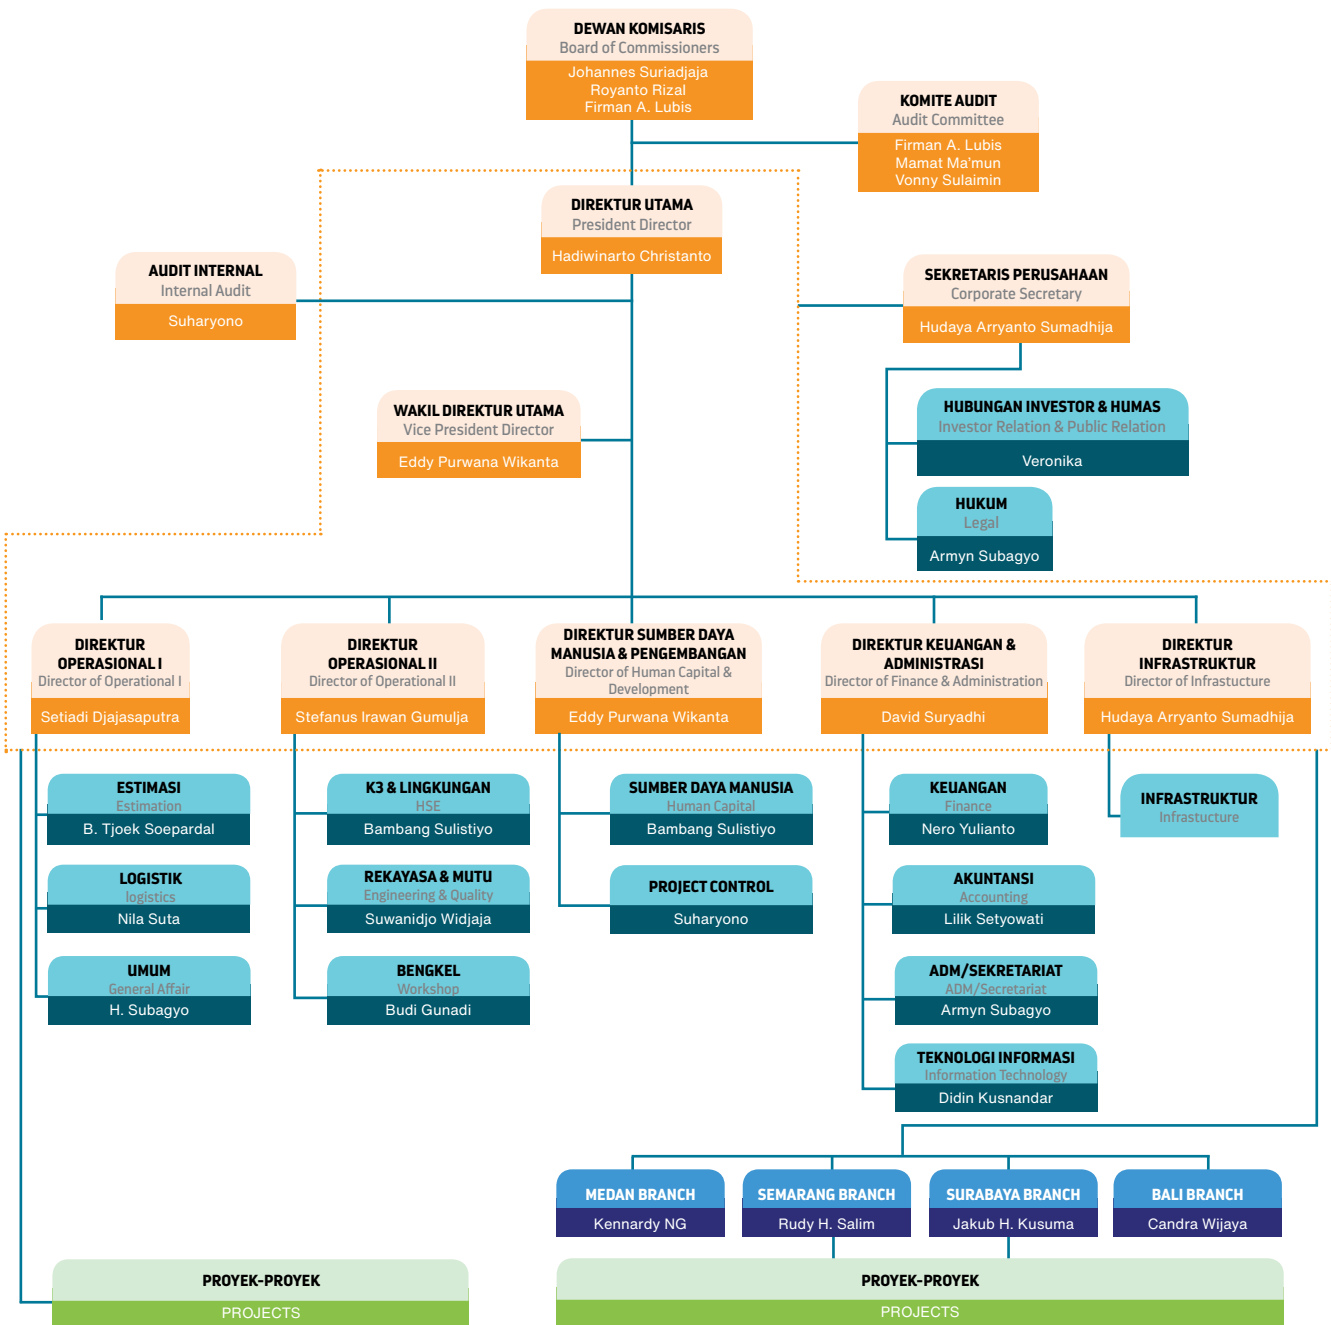 DEWAN KOMISARIS
Board of Commissioners
Johannes Suriadjaja
Royanto Rizal
Firman A. Lubis
KOMITE AUDIT
Audit Committee
Firman A. Lubis
Mamat Ma'mun
Vonny Sulaimin
DIREKTUR UTAMA
President Director
Hadiwinarto Christanto
AUDIT INTERNAL
Internal Audit
Suharyono
SEKRETARIS PERUSAHAAN
Corporate Secretary
Hudaya Arryanto Sumadhija
WAKIL DIREKTUR UTAMA
Vice President Director
Eddy Purwana Wikanta
HUBUNGAN INVESTOR & HUMAS
Investor Relation & Public Relation
Veronika
HUKUM
Legal
Armyn Subagyo
DIREKTUR
OPERASIONAL I
Director of Operational I
Setiadi Djajasaputra
DIREKTUR
OPERASIONAL II
Director of Operational II
Stefanus Irawan Gumulja
DIREKTUR SUMBER DAYA
MANUSIA & PENGEMBANGAN
Director of Human Capital &
Development
Eddy Purwana Wikanta
DIREKTUR KEUANGAN &
ADMINISTRASI
Director of Finance & Administration
David Suryadhi
DIREKTUR
INFRASTRUKTUR
Director of Infrastucture
Hudaya Arryanto Sumadhija
ESTIMASI
Estimation
B. Tjoek Soepardal
LOGISTIK
logistics
Nila Suta
UMUM
General Affair
H. Subagyo
K3 & LINGKUNGAN
HSE
Bambang Sulistiyo
REKAYASA & MUTU
Engineering & Quality
Suwanidjo Widjaja
BENGKEL
Workshop
Budi Gunadi
SUMBER DAYA MANUSIA
Human Capital
Bambang Sulistiyo
PROJECT CONTROL
Suharyono
KEUANGAN
Finance
Nero Yulianto
AKUNTANSI
Accounting
Lilik Setyowati
ADM/SEKRETARIAT
ADM/Secretariat
Armyn Subagyo
TEKNOLOGI INFORMASI
Information Technology
Didin Kusnandar
INFRASTRUKTUR
Infrastucture
MEDAN BRANCH
Kennardy NG
SEMARANG BRANCH
Rudy H. Salim
SURABAYA BRANCH
Jakub H. Kusuma
BALI BRANCH
Candra Wijaya
PROYEK-PROYEK
PROJECTS
PROYEK-PROYEK
PROJECTS